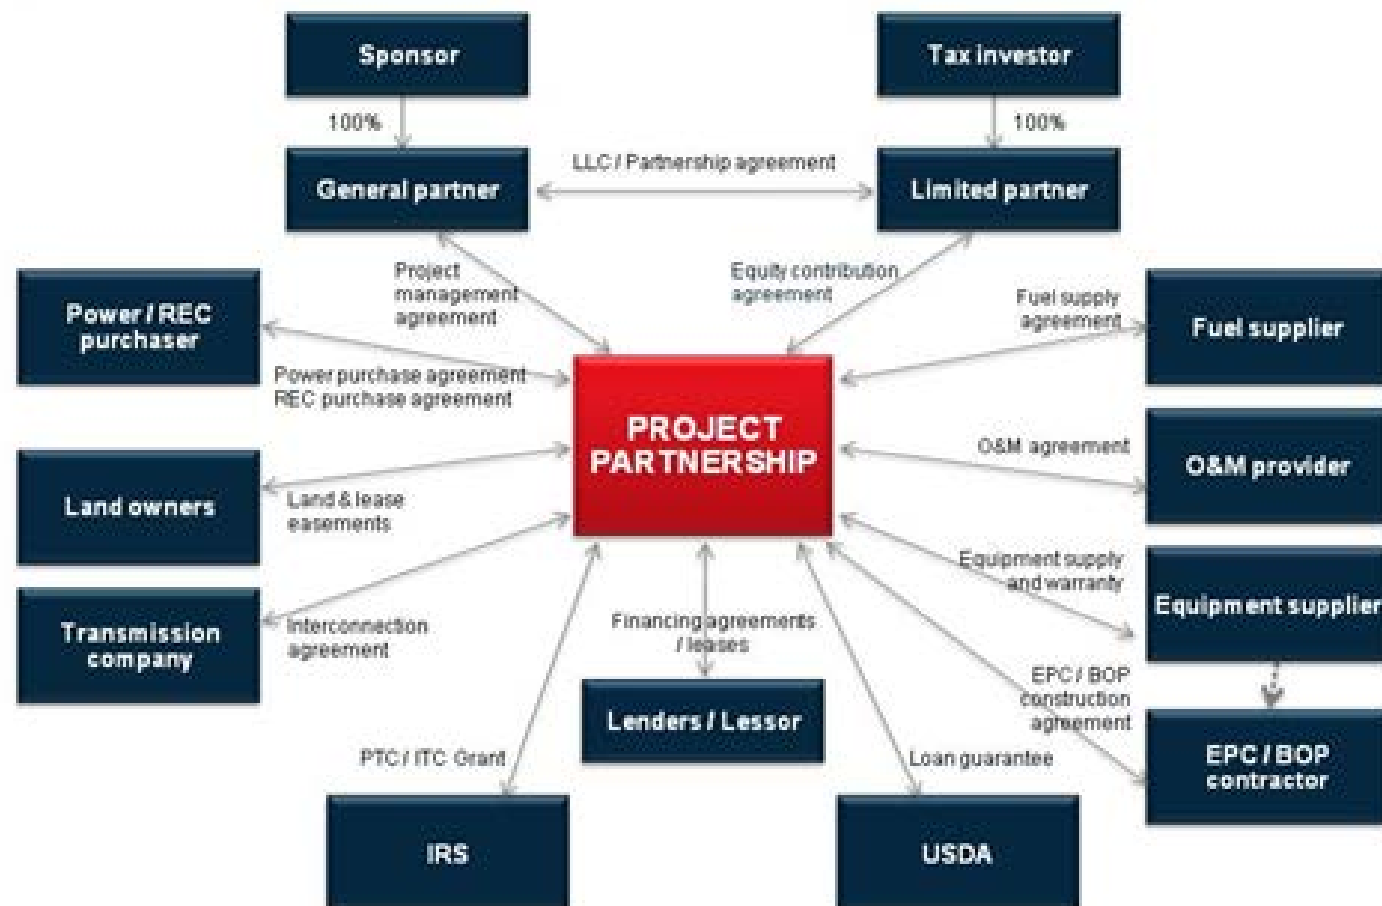 Sponsor
Tax investor
100%
100%
General partner
LLC / Partnership agreement
Limited partner
Project
management
agreement
Equity contribution
agreement
Power / REC
purchaser
Fuel supply
agreement
Fuel supplier
Power purchase agreement
REC purchase agreement
PROJECT
PARTNERSHIP
O&M agreement
O&M provider
Land owners
Land & lease
easements
Equipment supply
and warranty
Equipment supplier
Transmission
company
Interconnection
agreement
Financing agreements
/ leases
EPC / BOP
construction
agreement
Lenders / Lessor
EPC / BOP
contractor
PTC / ITC Grant
Loan guarantee
IRS
USDA